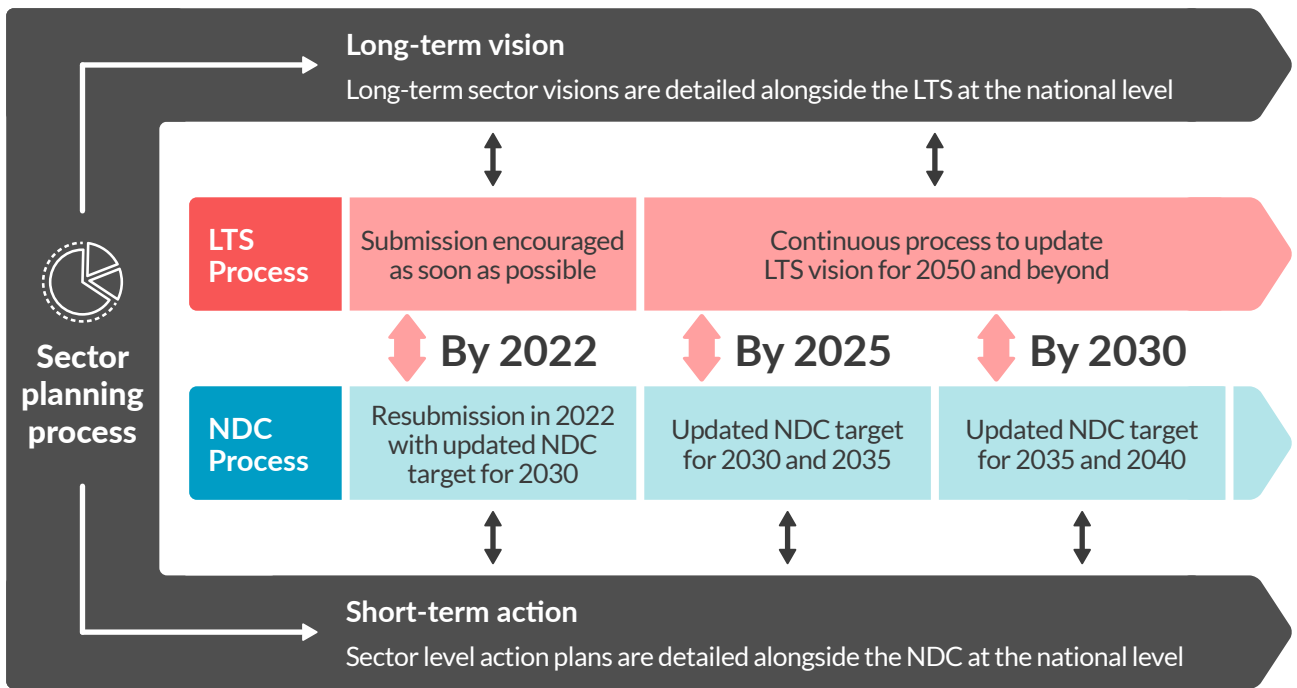 Long-term vision
Long-term sector visions are detailed alongside the LTS at the national level
Sector
planning
process
LTS
Process
Submission encouraged
as soon as possible
Continuous process to update
LTS vision for 2050 and beyond
By 2022
By 2025
By 2030
NDC
Process
Resubmission in 2022
with updated NDC
target for 2030
Updated NDC target
for 2030 and 2035
Updated NDC target
for 2035 and 2040
Short-term action
Sector level action plans are detailed alongside the NDC at the national level